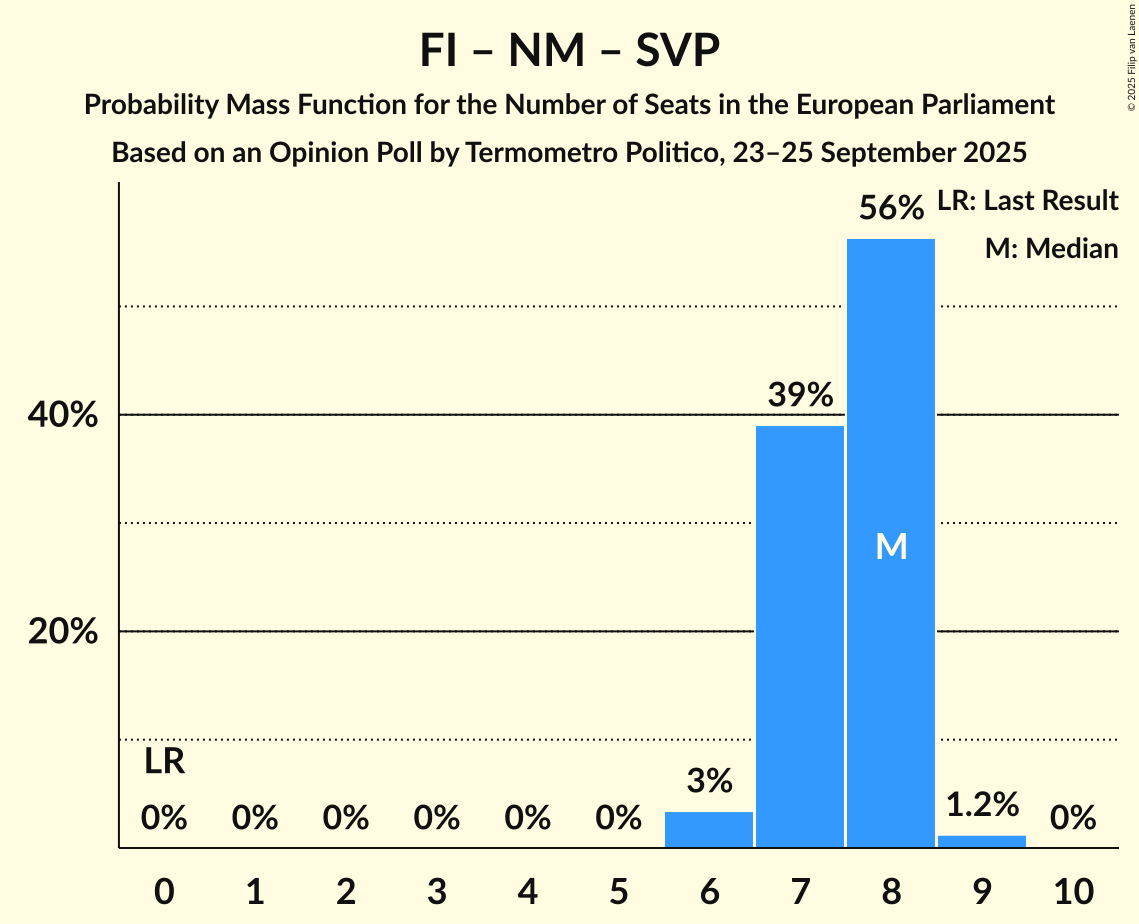 FI – NM – SVP
Probability Mass Function for the Number of Seats in the European Parliament
Based on an Opinion Poll by Termometro Politico, 23–25 September 2025
© 2025 Filip van Laenen
LR: Last Result
M: Median
56%
39%
40%
M
20%
LR
3%
1.2%
0% 0% 0% 0% 0% 0% 0%
0 1 2 3 4 5 6 7 8 9 10